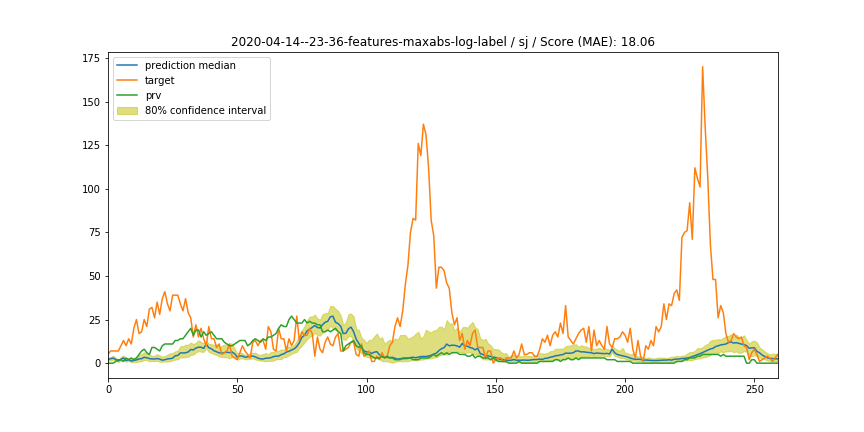 2020-04-14--23-36-features-maxabs-log-label / sj / Score (MAE): 18.06
prediction median
target
prv
80% confidence interval
175
150
125
100
75
50
25
0
0 50 100 150 200 250